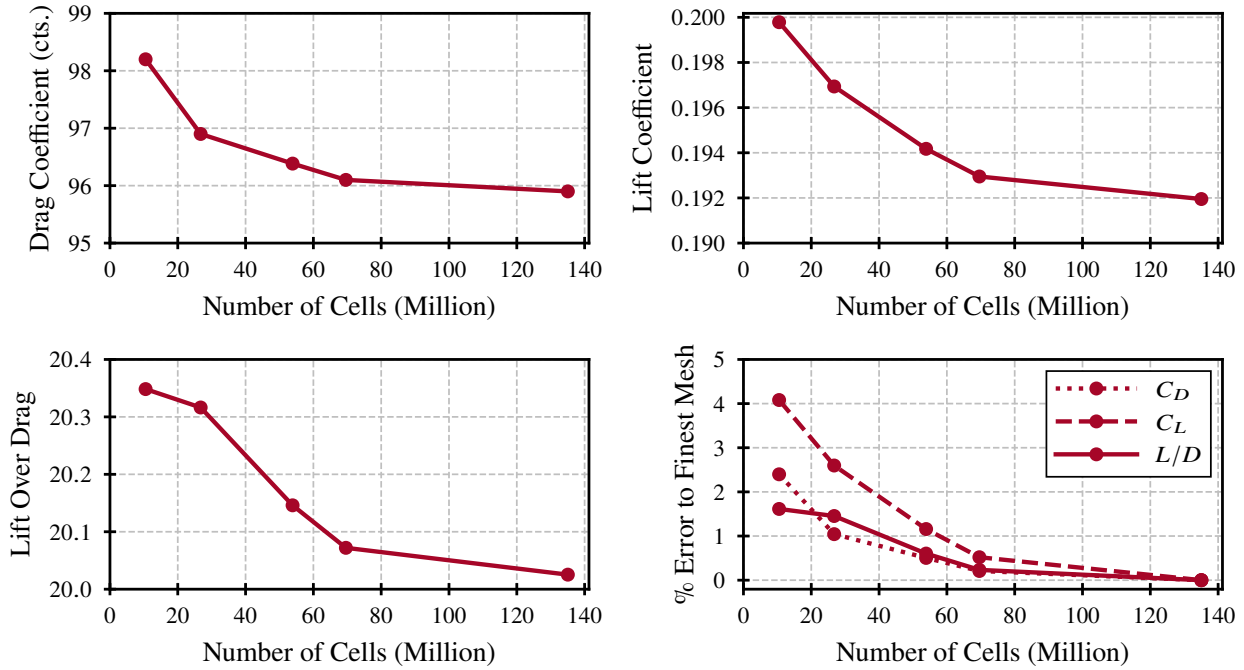 Drag Coefficient (cts.)
99
98
97
96
95
0 20 40 60 80 100 120 140
Number of Cells (Million)
Lift Coefficient
0.200
0.198
0.196
0.194
0.192
0.190
0 20 40 60 80 100 120 140
Number of Cells (Million)
Lift Over Drag
20.4
20.3
20.2
20.1
20.0
0 20 40 60 80 100 120 140
Number of Cells (Million)
% Error to Finest Mesh
5
4
3
2
1
0
0 20 40 60 80 100 120 140
Number of Cells (Million)
C_D
C_L
L/D